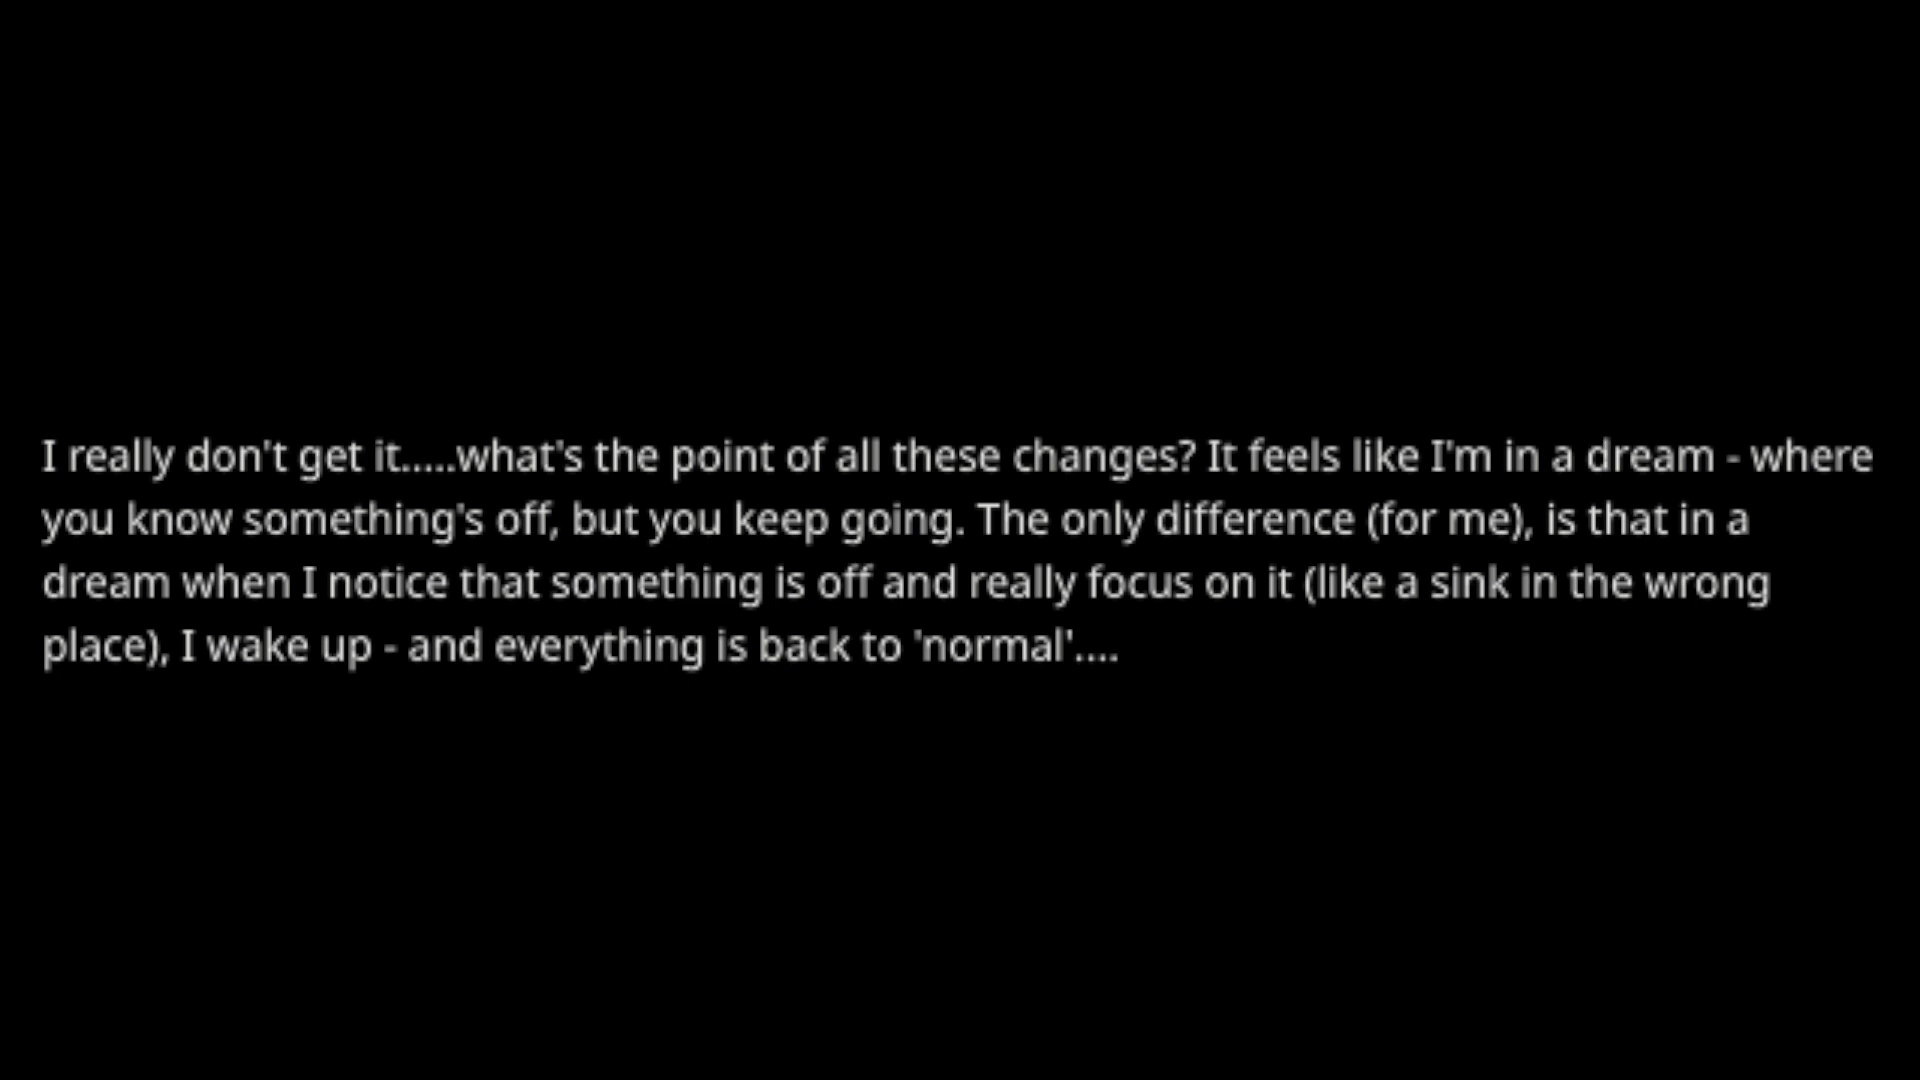 I really don't get it.....what's the point of all these changes? It feels like I'm in a dream - where
you know something's off, but you keep going. The only difference (for me), is that in a
dream when I notice that something is off and really focus on it (like a sink in the wrong
place), I wake up - and everything is back to 'normal'....